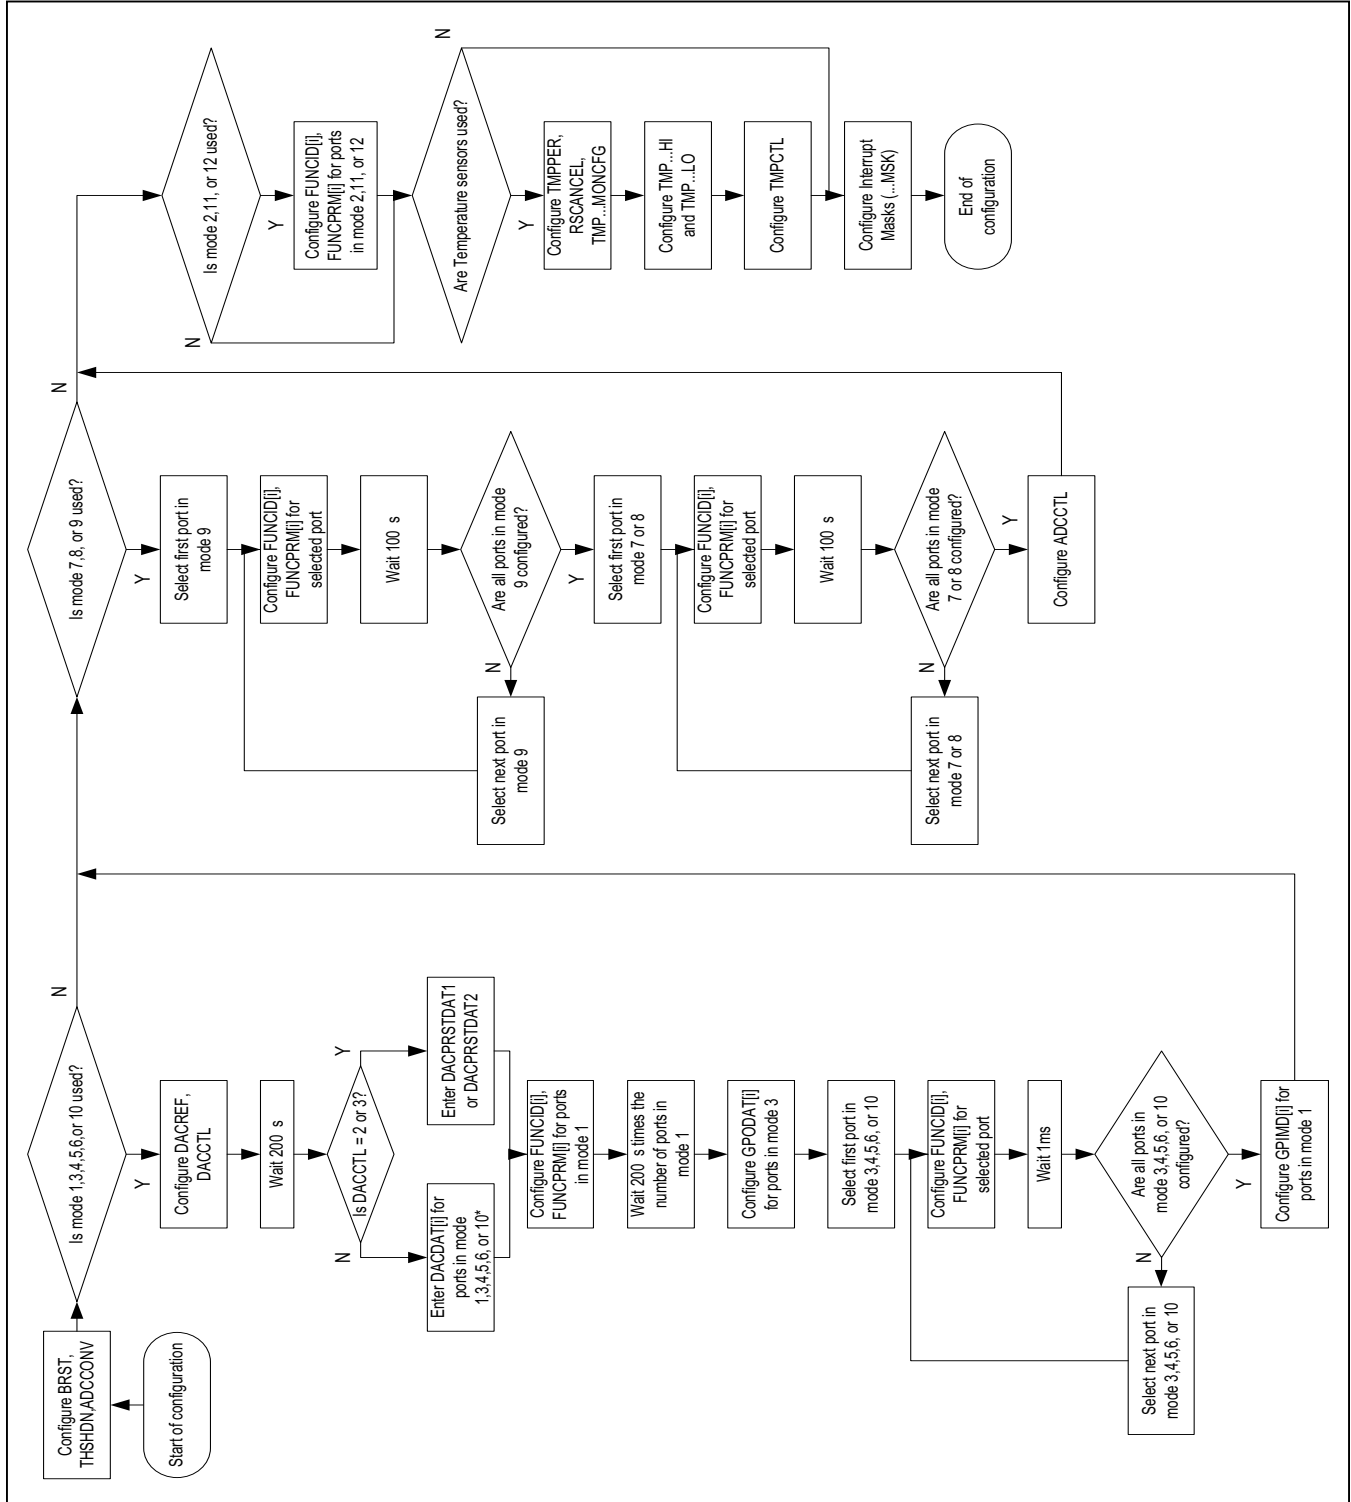 Start of configuration
Configure BRST,
THSHDN,ADCCONV
Is mode 1,3,4,5,6,or 10 used?
N
Y
Configure DACREF,
DACCTL
Wait 200  s
Is DACCTL = 2 or 3?
N
Y
Enter DACDAT[i] for
ports in mode
1,3,4,5,6, or 10*
Enter DACPRSTDAT1
or DACPRSTDAT2
Configure FUNCID[i],
FUNCPRM[i] for ports
in mode 1
Wait 200  s times the
number of ports in
mode 1
Configure GPODAT[i]
for ports in mode 3
Select first port in
mode 3,4,5,6, or 10
Configure FUNCID[i],
FUNCPRM[i] for
selected port
Wait 1ms
Are all ports in
mode 3,4,5,6, or 10
configured?
N
Y
Select next port in
mode 3,4,5,6, or 10
Configure GPIMD[i] for
ports in mode 1
Is mode 7,8, or 9 used?
N
Y
Select first port in
mode 9
Configure FUNCID[i],
FUNCPRM[i] for
selected port
Wait 100  s
Are all ports in mode
9 configured?
N
Y
Select next port in
mode 9
Select first port in
mode 7 or 8
Configure FUNCID[i],
FUNCPRM[i] for
selected port
Wait 100  s
Are all ports in mode
7 or 8 configured?
N
Y
Select next port in
mode 7 or 8
Configure ADCCTL
Is mode 2,11, or 12 used?
N
Y
Configure FUNCID[i],
FUNCPRM[i] for ports
in mode 2,11, or 12
Are Temperature sensors used?
N
Y
Configure TMPPER,
RSCANCEL,
TMP...MONCFG
Configure TMP...HI
and TMP...LO
Configure TMPCTL
Configure Interrupt
Masks (...MSK)
End of
configuration